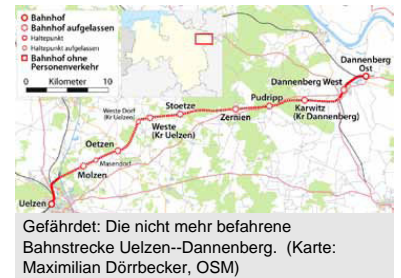 Bahnhof
Bahnhof aufgelassen
Haltepunkt
Haltepunkt aufgelassen
Bahnhof ohne
Personenverkehr
0 Kilometer 10
Dannenberg
Ost
Dannenberg West
Pudripp
Karwitz
(Kr Dannenberg)
Stoetze
Zernien
Weste Dorf (Kr Uelzen)
Weste
(Kr Uelzen)
Oetzen
Masendorf
Molzen
Uelzen
Gefährdet: Die nicht mehr befahrene
Bahnstrecke Uelzen--Dannenberg. (Karte:
Maximilian Dörrbecker, OSM)